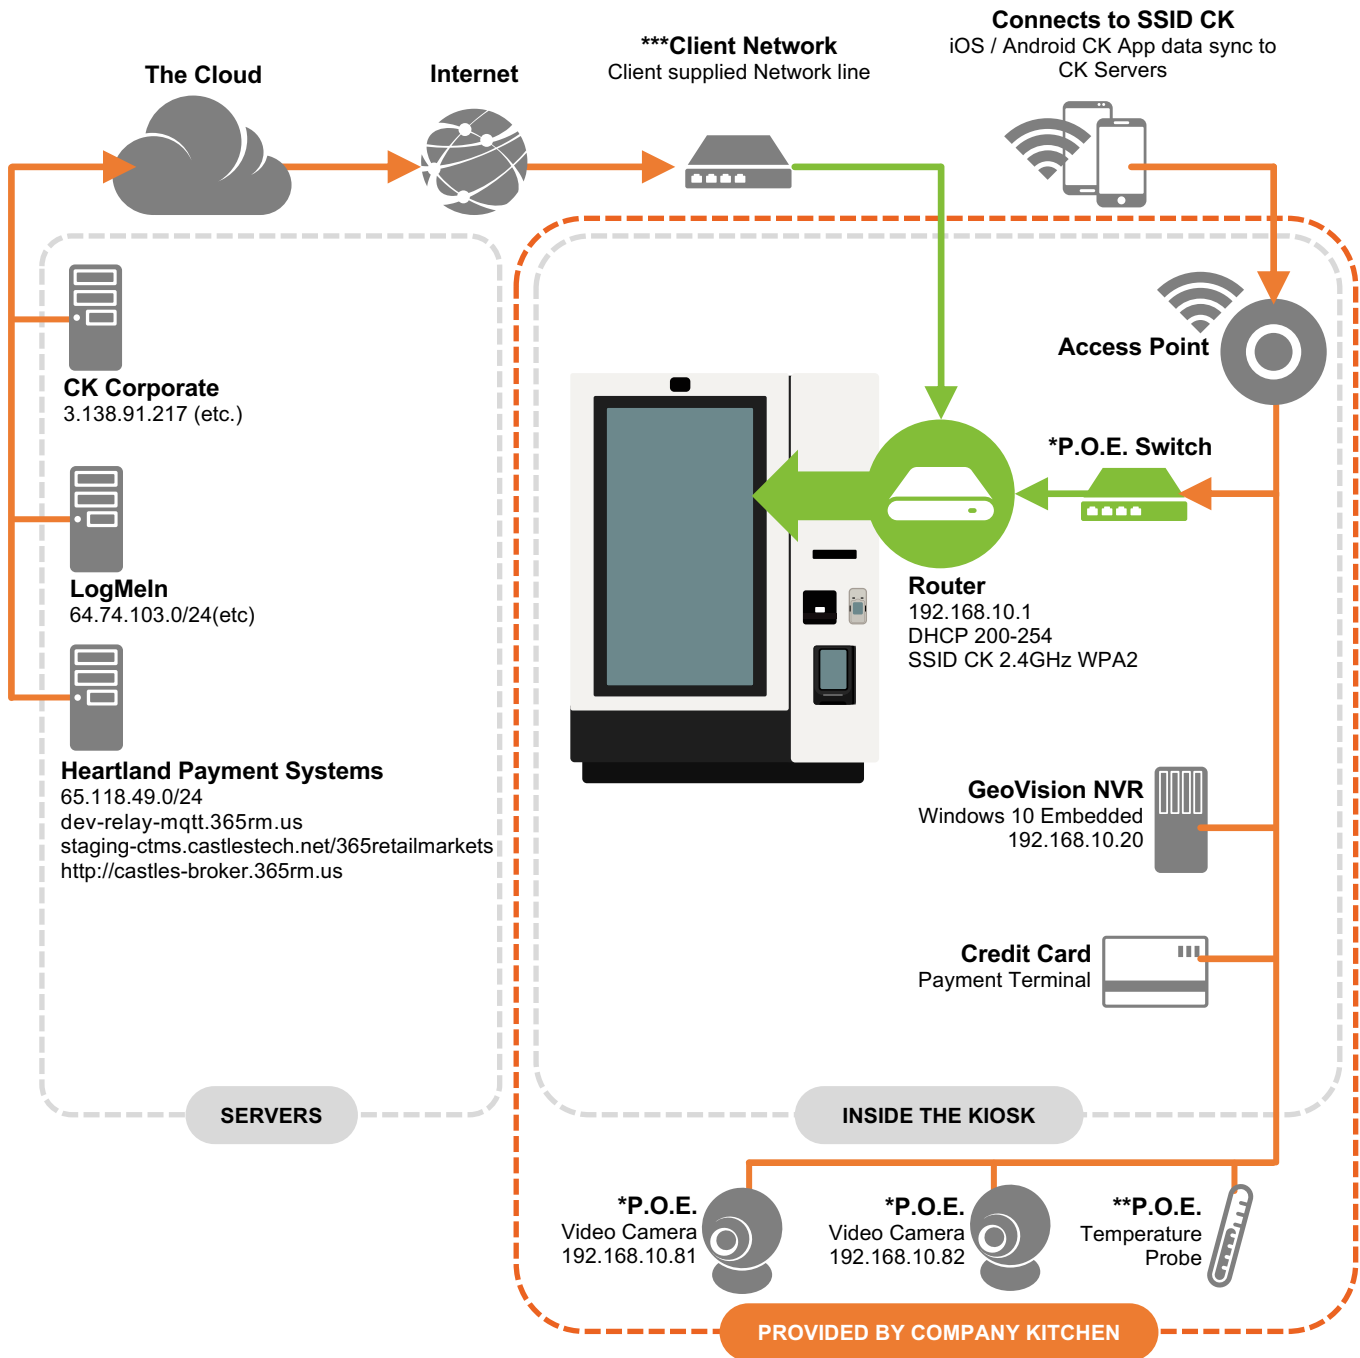 Connects to SSID CK
iOS / Android CK App data sync to
CK Servers
***Client Network
Client supplied Network line
The Cloud
Internet
CK Corporate
3.138.91.217 (etc.)
LogMeIn
64.74.103.0/24(etc)
Heartland Payment Systems
65.118.49.0/24
dev-relay-mqtt.365rm.us
staging-ctms.castlestech.net/365retailmarkets
http://castles-broker.365rm.us
SERVERS
Access Point
*P.O.E. Switch
Router
192.168.10.1
DHCP 200-254
SSID CK 2.4GHz WPA2
GeoVision NVR
Windows 10 Embedded
192.168.10.20
Credit Card
Payment Terminal
INSIDE THE KIOSK
*P.O.E.
Video Camera
192.168.10.81
*P.O.E.
Video Camera
192.168.10.82
**P.O.E.
Temperature
Probe
PROVIDED BY COMPANY KITCHEN